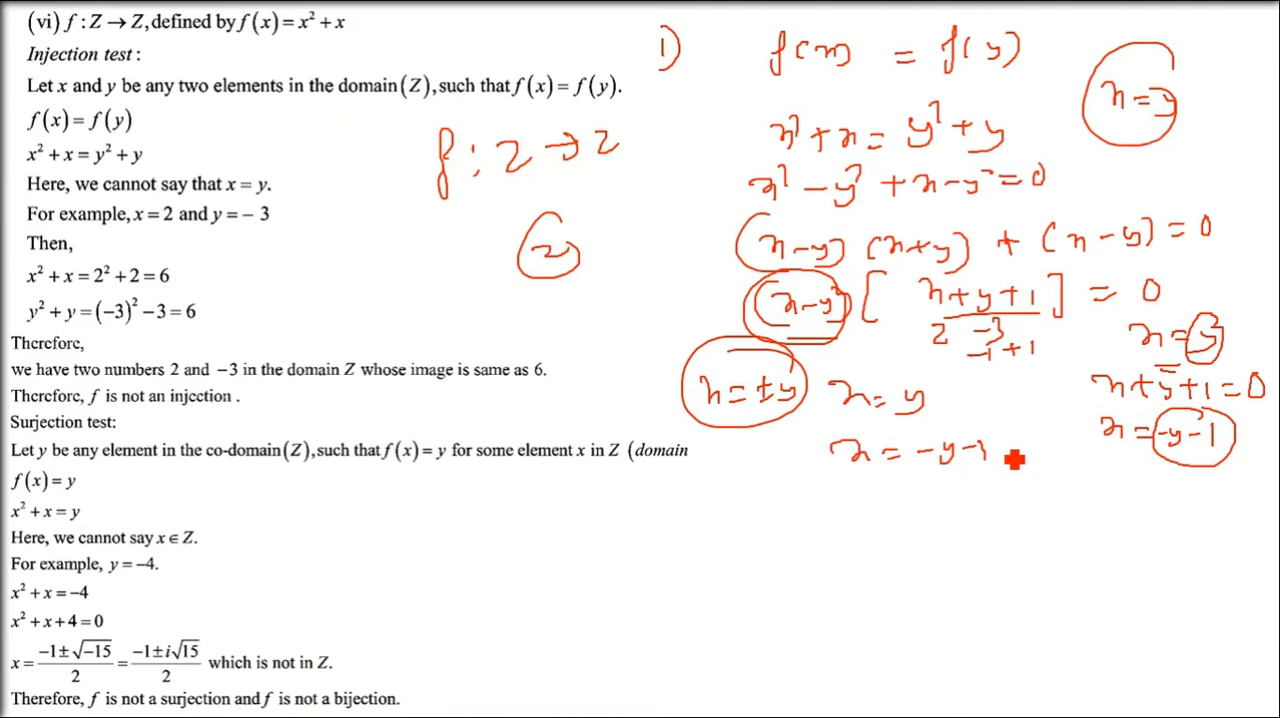 (vi) f : Z → Z, defined by f(x) = x² + x
Injection test :
Let x and y be any two elements in the domain (Z), such that f(x) = f(y).
f(x) = f(y)
x² + x = y² + y
Here, we cannot say that x = y.
For example, x = 2 and y = – 3
Then,
x² + x = 2² + 2 = 6
y² + y = (–3)² – 3 = 6
Therefore,
we have two numbers 2 and –3 in the domain Z whose image is same as 6.
Therefore, f is not an injection .
Surjection test:
Let y be any element in the co-domain (Z), such that f(x) = y for some element x in Z (domain
f(x) = y
x² + x = y
Here, we cannot say x ∈ Z.
For example, y = –4.
x² + x = –4
x² + x + 4 = 0
x = (–1 ± √–15)/2 = (–1 ± i√15)/2 which is not in Z.
Therefore, f is not a surjection and f is not a bijection.
f : Z → Z
Z
1) f(x) = f(y)
x = y
x² + x = y² + y
x² – y² + x – y = 0
(x – y) (x + y) + (x – y) = 0
(x – y) [ x + y + 1 ] = 0
2 –3
–1 + 1
x = y
x + y + 1 = 0
x = –y – 1
x = ± y
x = y
x = –y – 1